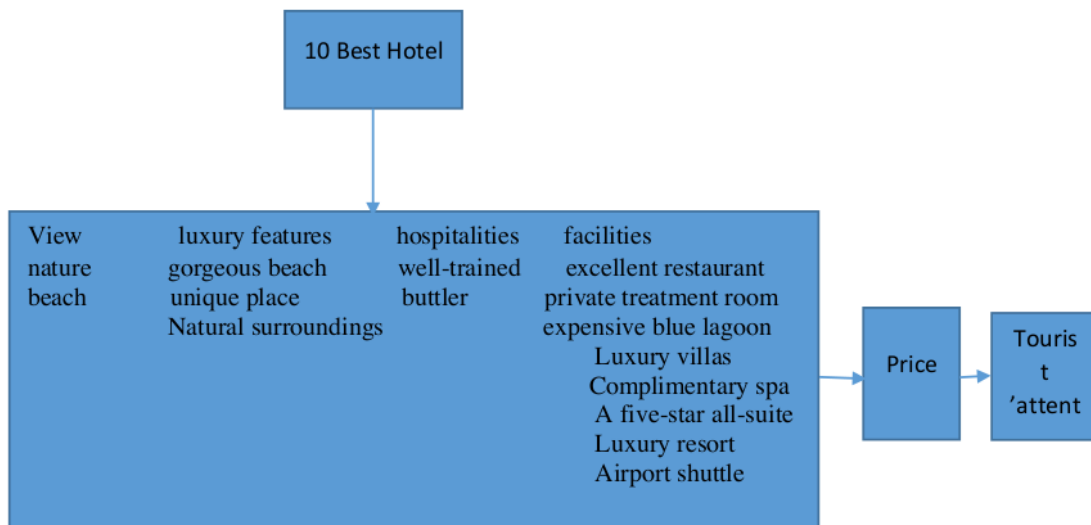 10 Best Hotel
View luxury features hospitalities facilities
nature gorgeous beach well-trained excellent restaurant
beach unique place buttler private treatment room
Natural surroundings expensive blue lagoon
Luxury villas
Complimentary spa
A five-star all-suite
Luxury resort
Airport shuttle
Price
Touris
t
’attent